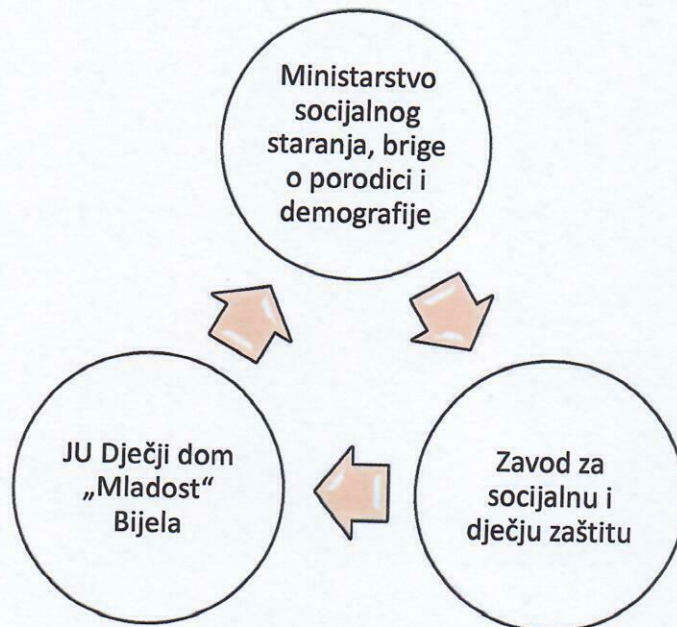 Ministarstvo
socijalnog
staranja, brige
o porodici i
demografije
JU Dječji dom
„Mladost“
Bijela
Zavod za
socijalnu i
dječju zaštitu